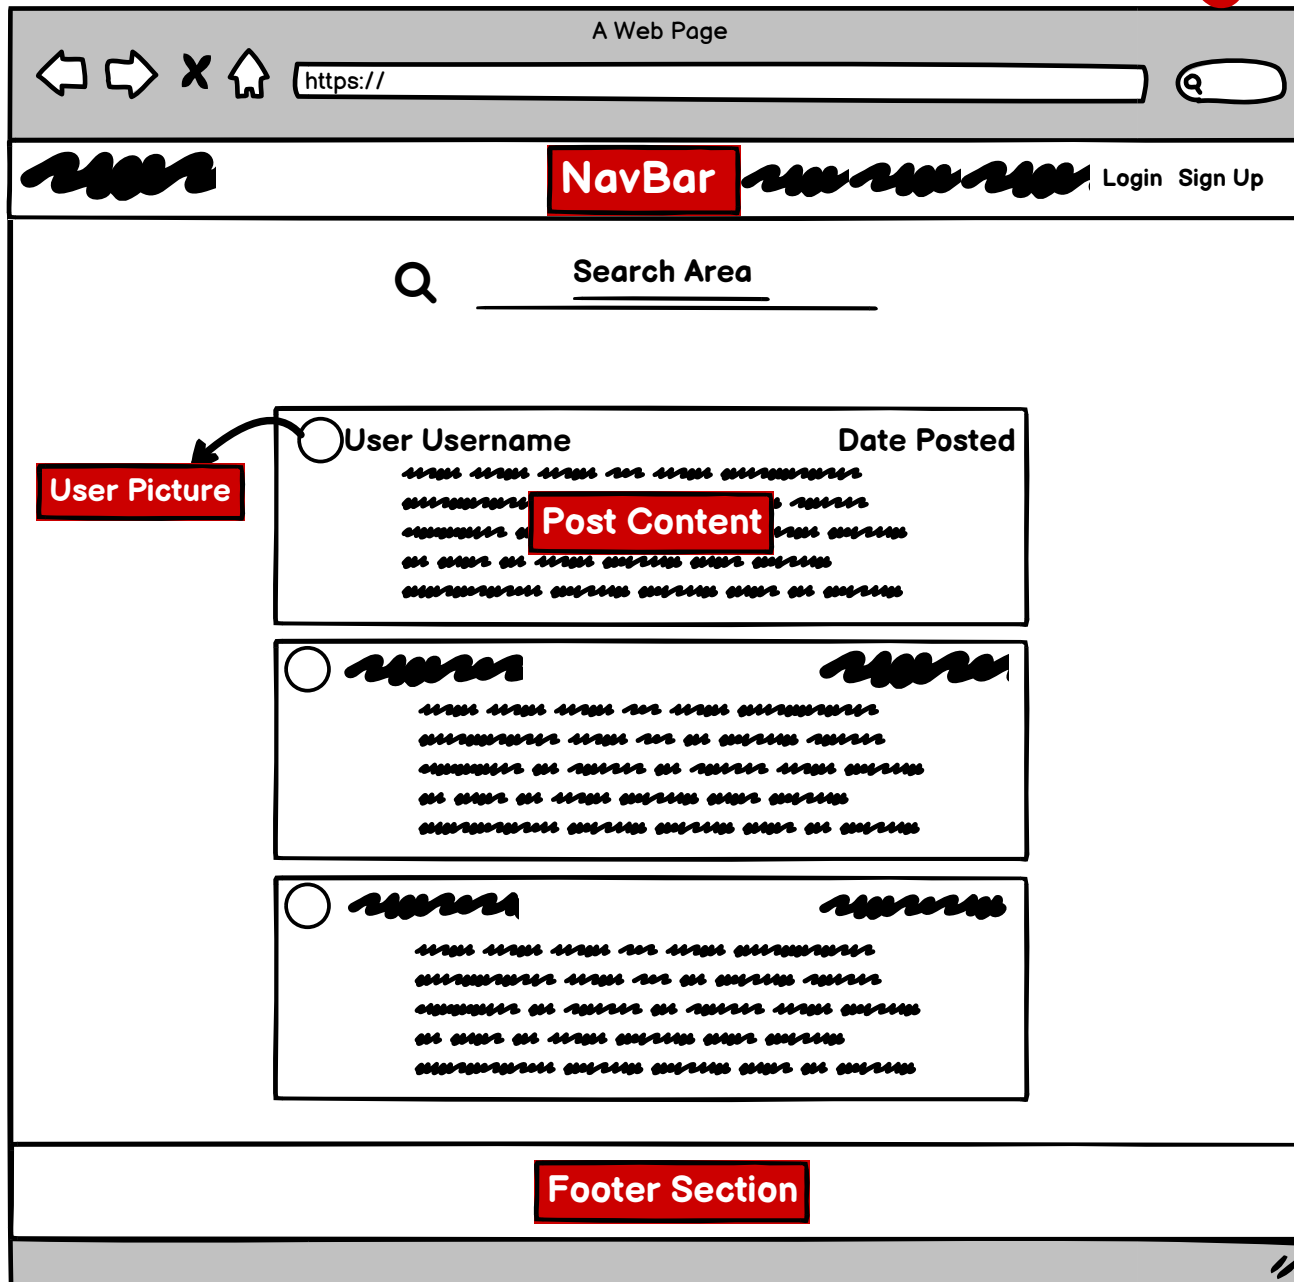 A Web Page
https://
NavBar
Login Sign Up
Search Area
User Username
Date Posted
User Picture
Post Content
Footer Section